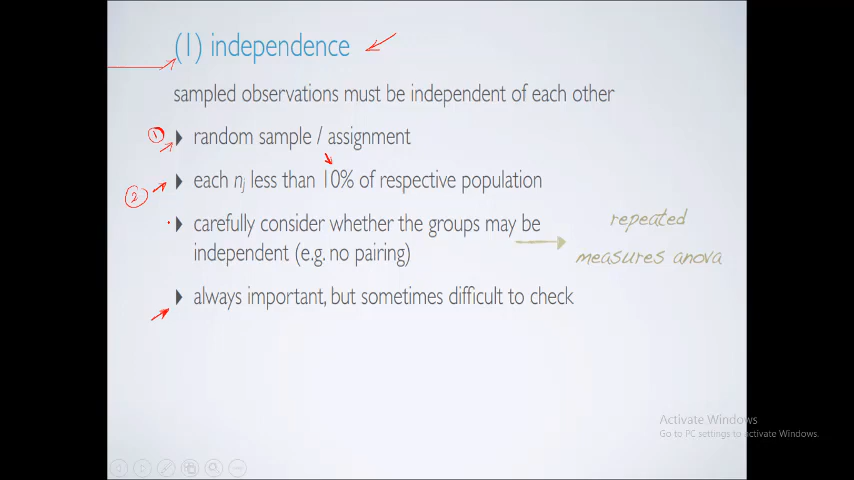 (1) independence
sampled observations must be independent of each other
① random sample / assignment
② each nj less than 10% of respective population
carefully consider whether the groups may be
independent (e.g. no pairing)
repeated
measures anova
always important, but sometimes difficult to check
Activate Windows
Go to PC settings to activate Windows.